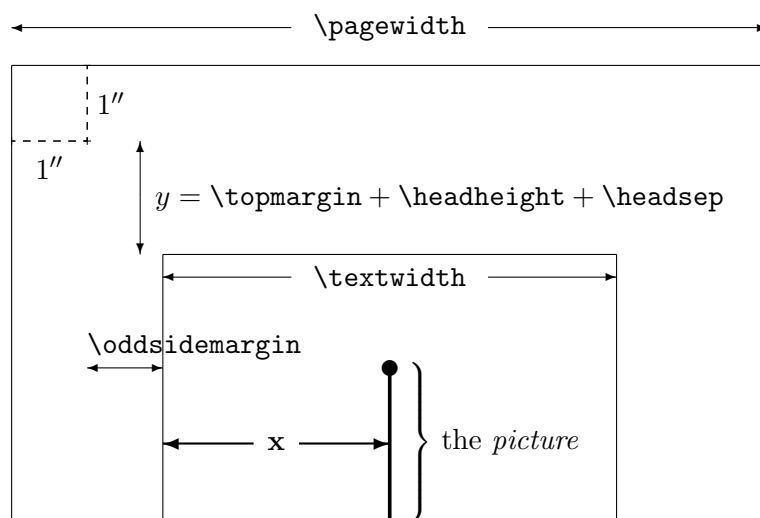 \pagewidth
1″
1″
y = \topmargin + \headheight + \headsep
\textwidth
\oddsidemargin
x
the picture